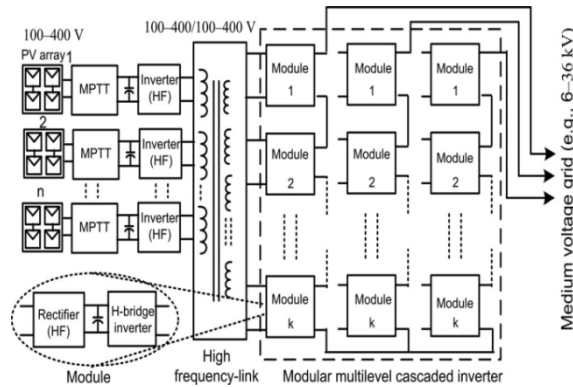 100–400 V
100–400/100–400 V
PV array 1
MPTT
Inverter
(HF)
2
MPTT
Inverter
(HF)
n
MPTT
Inverter
(HF)
Module
1
Module
1
Module
1
Module
2
Module
2
Module
2
Module
k
Module
k
Module
k
Rectifier
(HF)
H-bridge
inverter
Module
High
frequency-link
Modular multilevel cascaded inverter
Medium voltage grid (e.g., 6–36 kV)